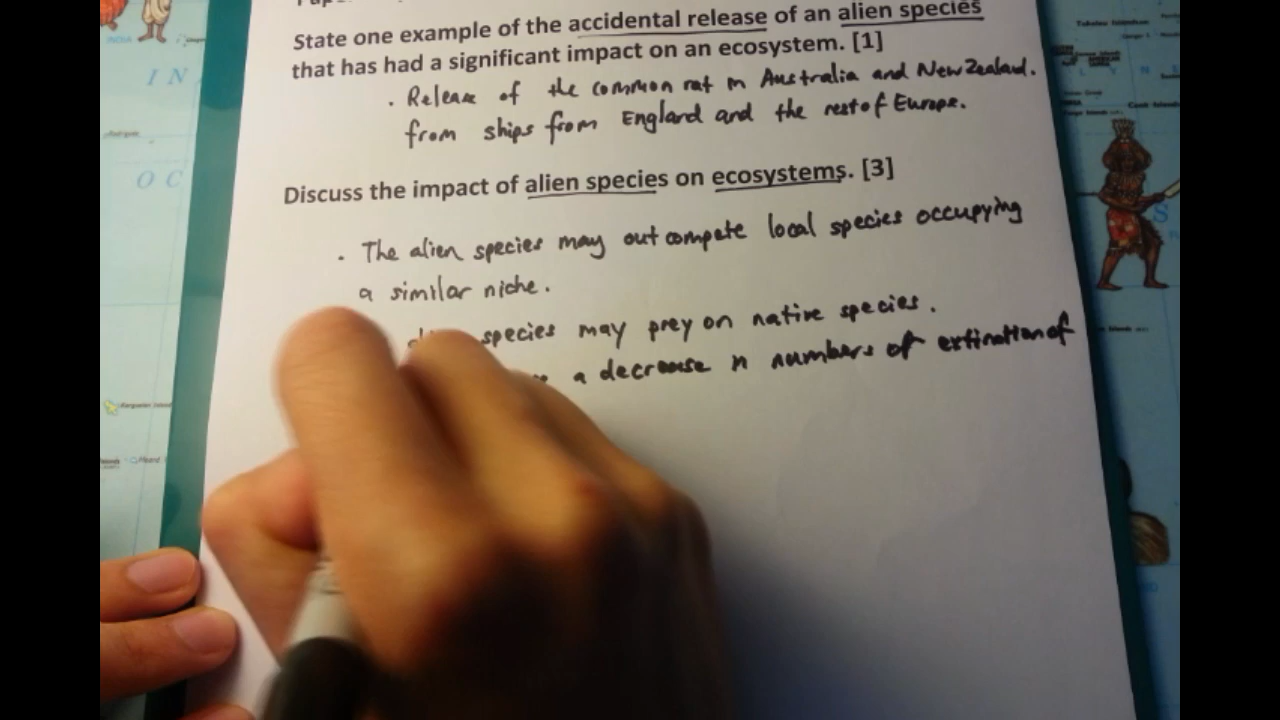 State one example of the accidental release of an alien species
that has had a significant impact on an ecosystem. [1]
. Release of the common rat in Australia and New Zealand.
from ships from England and the rest of Europe.
Discuss the impact of alien species on ecosystems. [3]
. The alien species may out compete local species occupying
a similar niche.
species may prey on native species.
a decrease in numbers of extination of
I N
O C
S